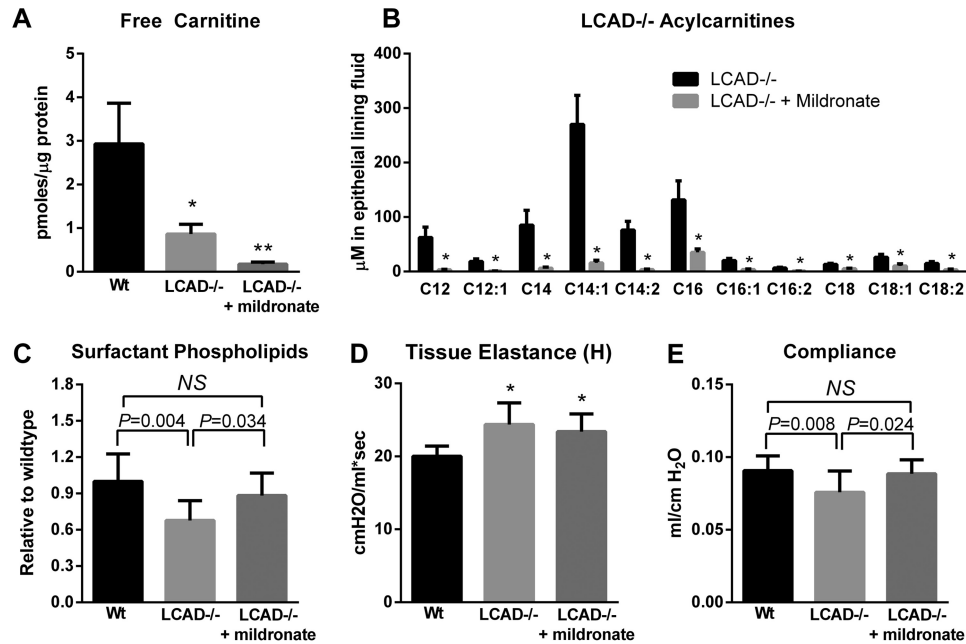 A
Free Carnitine
pmoles/µg protein
5
4
3
2
1
0
*
**
Wt
LCAD-/-
LCAD-/-
+ mildronate
B
LCAD-/- Acylcarnitines
µM in epithelial lining fluid
400
300
200
100
0
LCAD-/-
LCAD-/- + Mildronate
* * * * * * * * * * *
C12 C12:1 C14 C14:1 C14:2 C16 C16:1 C16:2 C18 C18:1 C18:2
C
Surfactant Phospholipids
Relative to wildtype
1.8
1.5
1.2
0.9
0.6
0.3
0.0
NS
P=0.004
P=0.034
Wt
LCAD-/-
LCAD-/-
+ mildronate
D
Tissue Elastance (H)
cmH2O/ml*sec
30
20
10
0
*
*
Wt
LCAD-/-
LCAD-/-
+ mildronate
E
Compliance
ml/cm H₂O
0.15
0.10
0.05
0.00
NS
P=0.008
P=0.024
Wt
LCAD-/-
LCAD-/-
+ mildronate